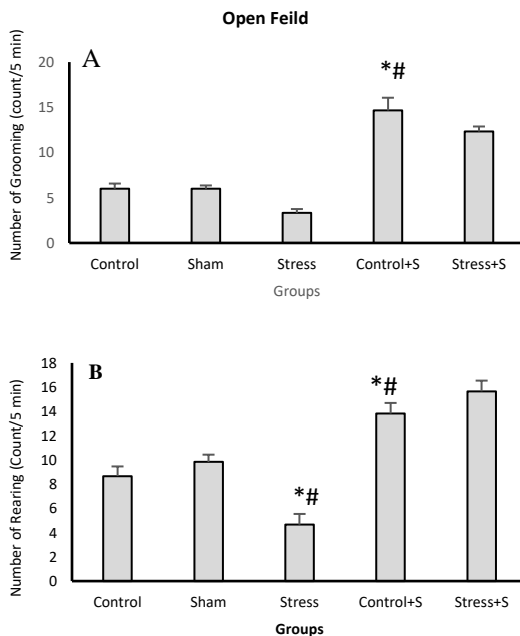 Open Feild
A
*#
Number of Grooming (count/5 min)
20
15
10
5
0
Control Sham Stress Control+S Stress+S
Groups
B
*#
*#
Number of Rearing (Count/5 min)
18
16
14
12
10
8
6
4
2
0
Control Sham Stress Control+S Stress+S
Groups